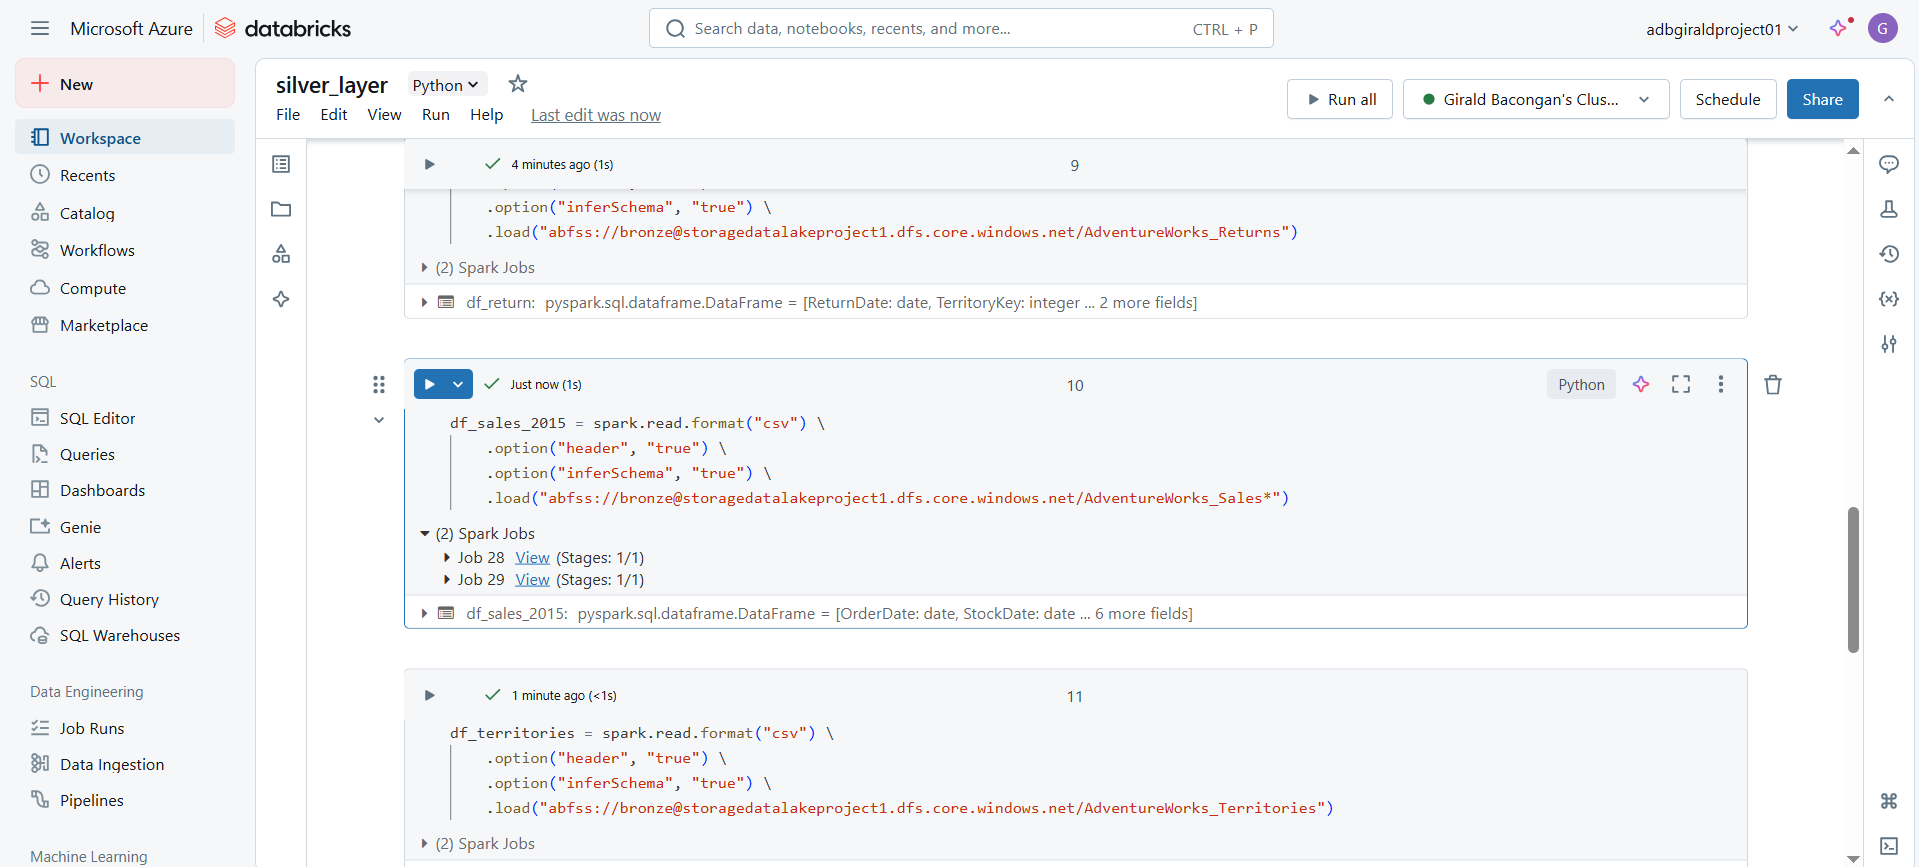 Microsoft Azure
databricks
Search data, notebooks, recents, and more...
CTRL + P
adbgiraldproject01
G
New
Workspace
Recents
Catalog
Workflows
Compute
Marketplace
SQL
SQL Editor
Queries
Dashboards
Genie
Alerts
Query History
SQL Warehouses
Data Engineering
Job Runs
Data Ingestion
Pipelines
Machine Learning
silver_layer
Python
File Edit View Run Help Last edit was now
Run all
Girald Bacongan's Clus...
Schedule
Share
4 minutes ago (1s)
9
.option("inferSchema", "true") \
.load("abfss://bronze@storagedatalakeproject1.dfs.core.windows.net/AdventureWorks_Returns")
(2) Spark Jobs
df_return: pyspark.sql.dataframe.DataFrame = [ReturnDate: date, TerritoryKey: integer ... 2 more fields]
Just now (1s)
10
Python
df_sales_2015 = spark.read.format("csv") \
.option("header", "true") \
.option("inferSchema", "true") \
.load("abfss://bronze@storagedatalakeproject1.dfs.core.windows.net/AdventureWorks_Sales*")
(2) Spark Jobs
Job 28 View (Stages: 1/1)
Job 29 View (Stages: 1/1)
df_sales_2015: pyspark.sql.dataframe.DataFrame = [OrderDate: date, StockDate: date ... 6 more fields]
1 minute ago (<1s)
11
df_territories = spark.read.format("csv") \
.option("header", "true") \
.option("inferSchema", "true") \
.load("abfss://bronze@storagedatalakeproject1.dfs.core.windows.net/AdventureWorks_Territories")
(2) Spark Jobs